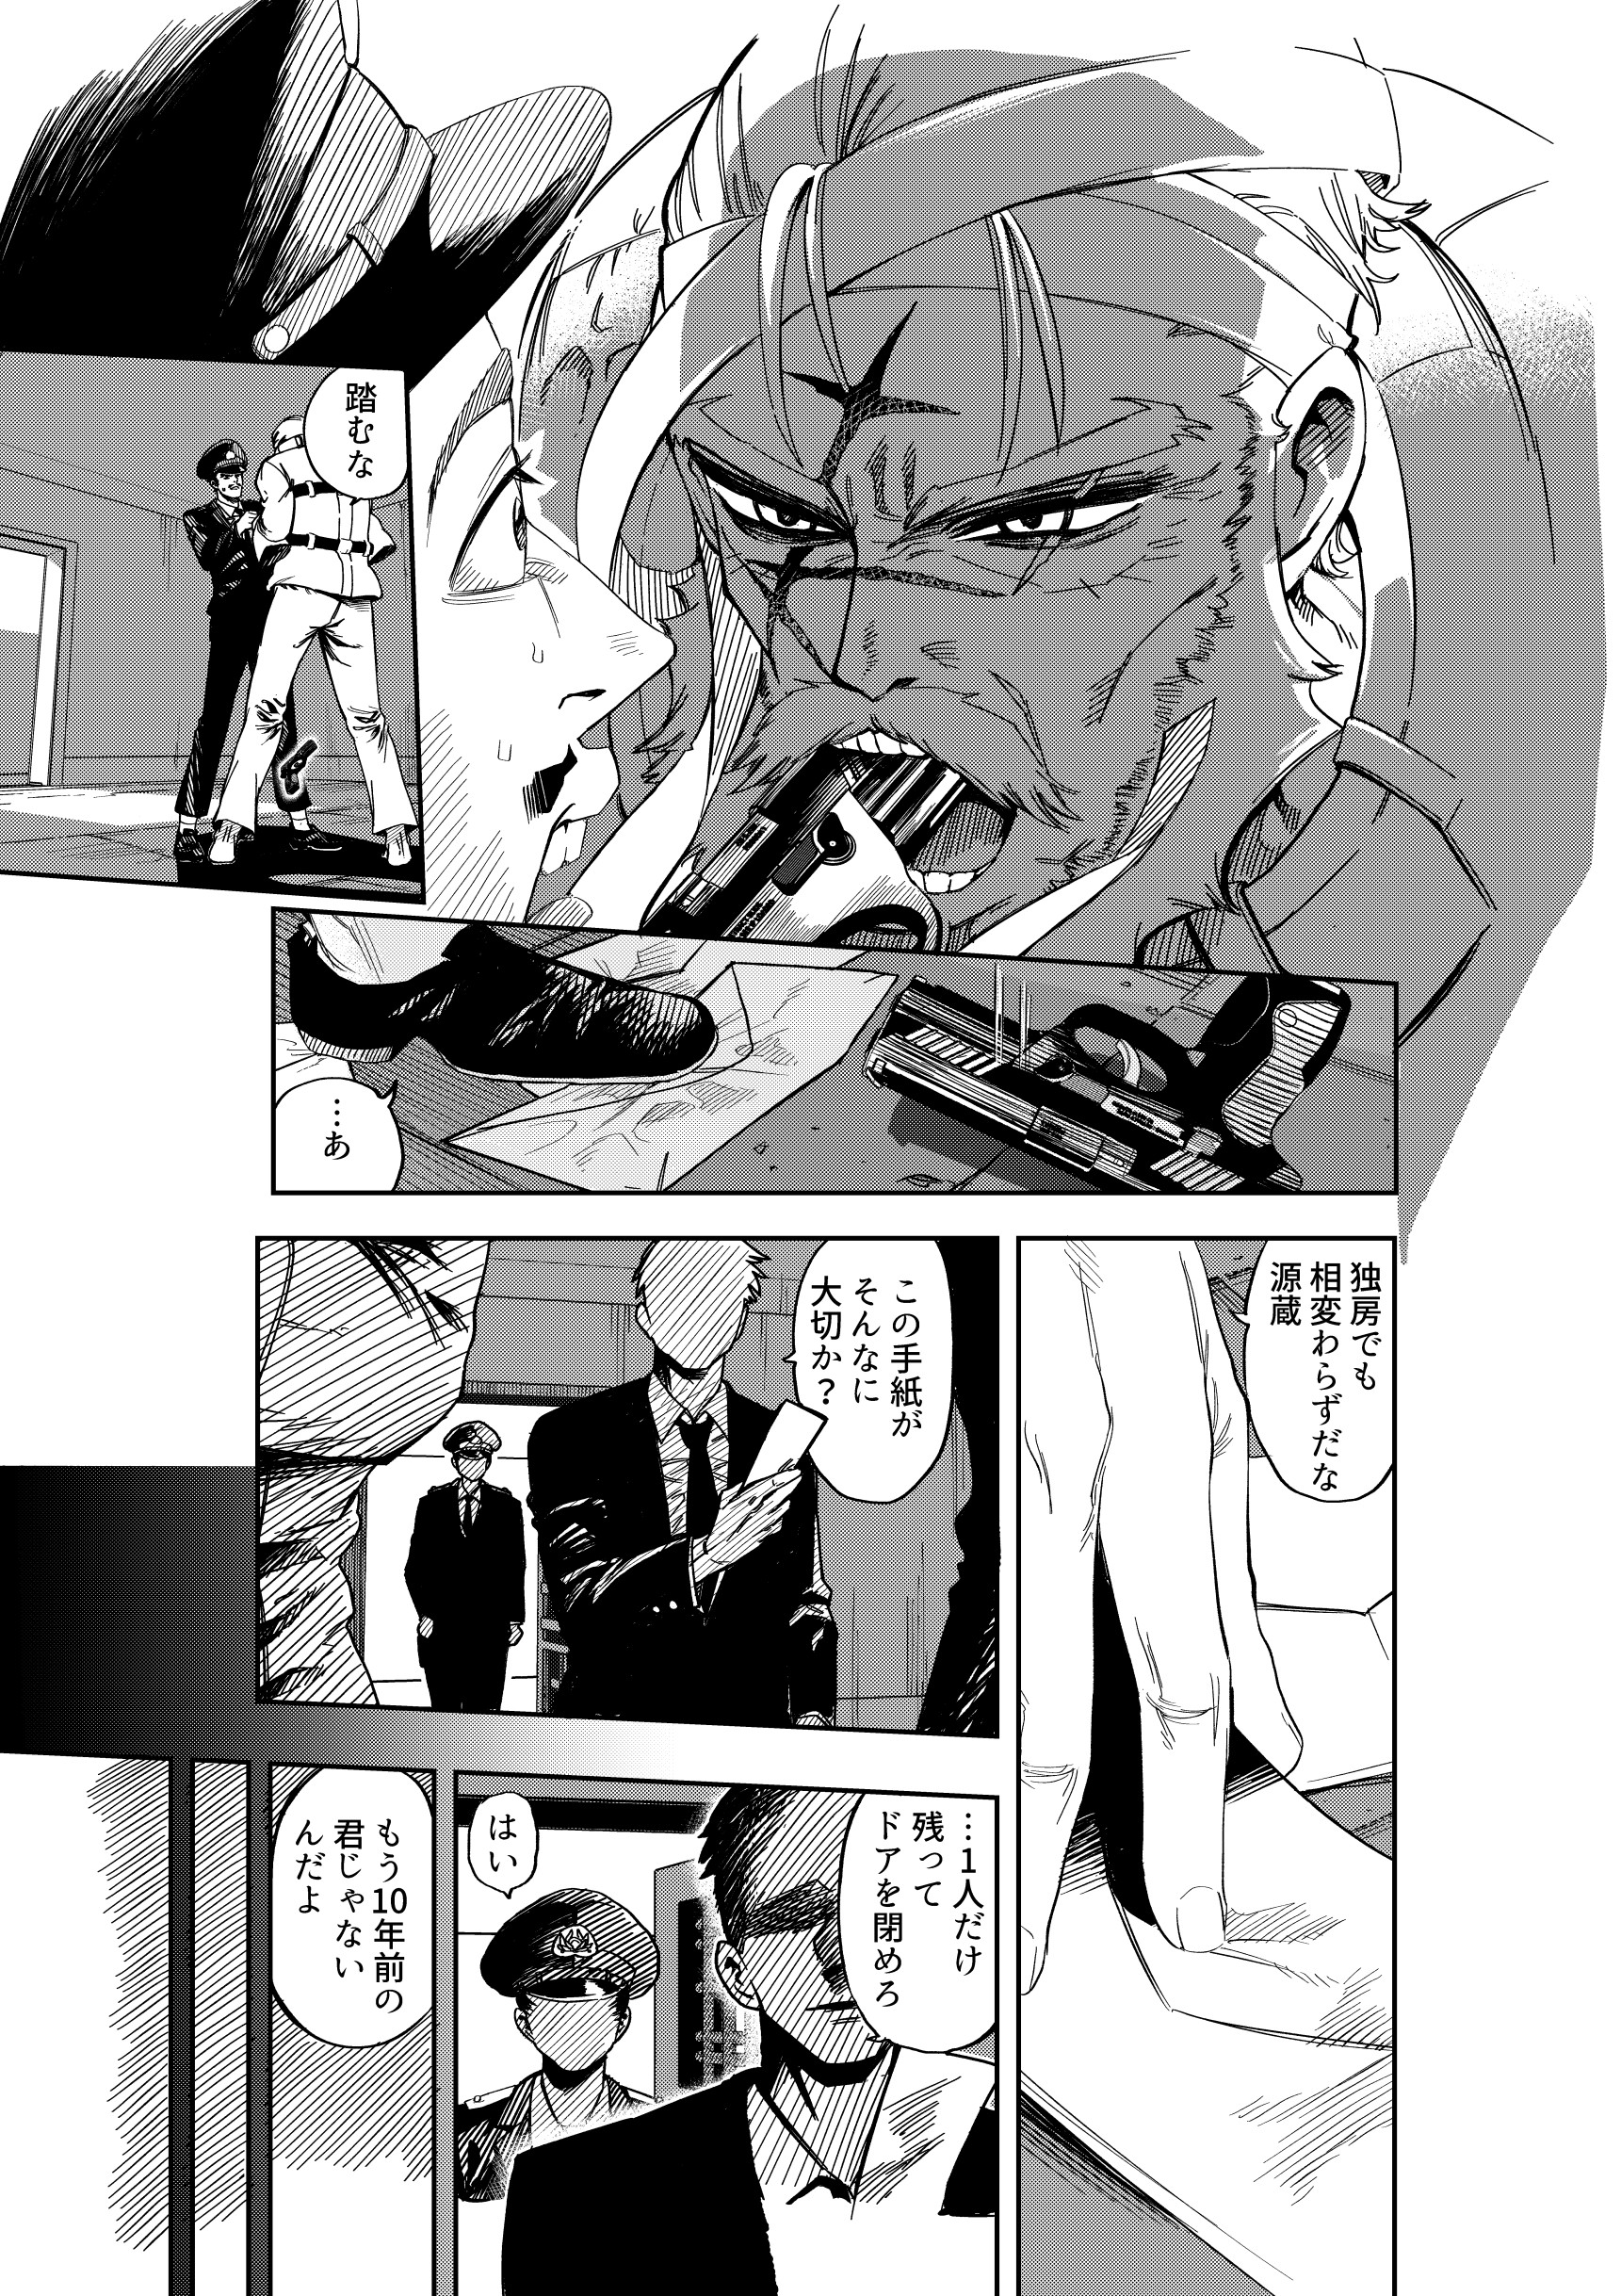 踏むな
…あ
独房でも
相変わらずだな
源蔵
この手紙が
そんなに
大切か?
…1人だけ
残って
ドアを閉めろ
はい
もう10年前の
君じゃない
んだよ